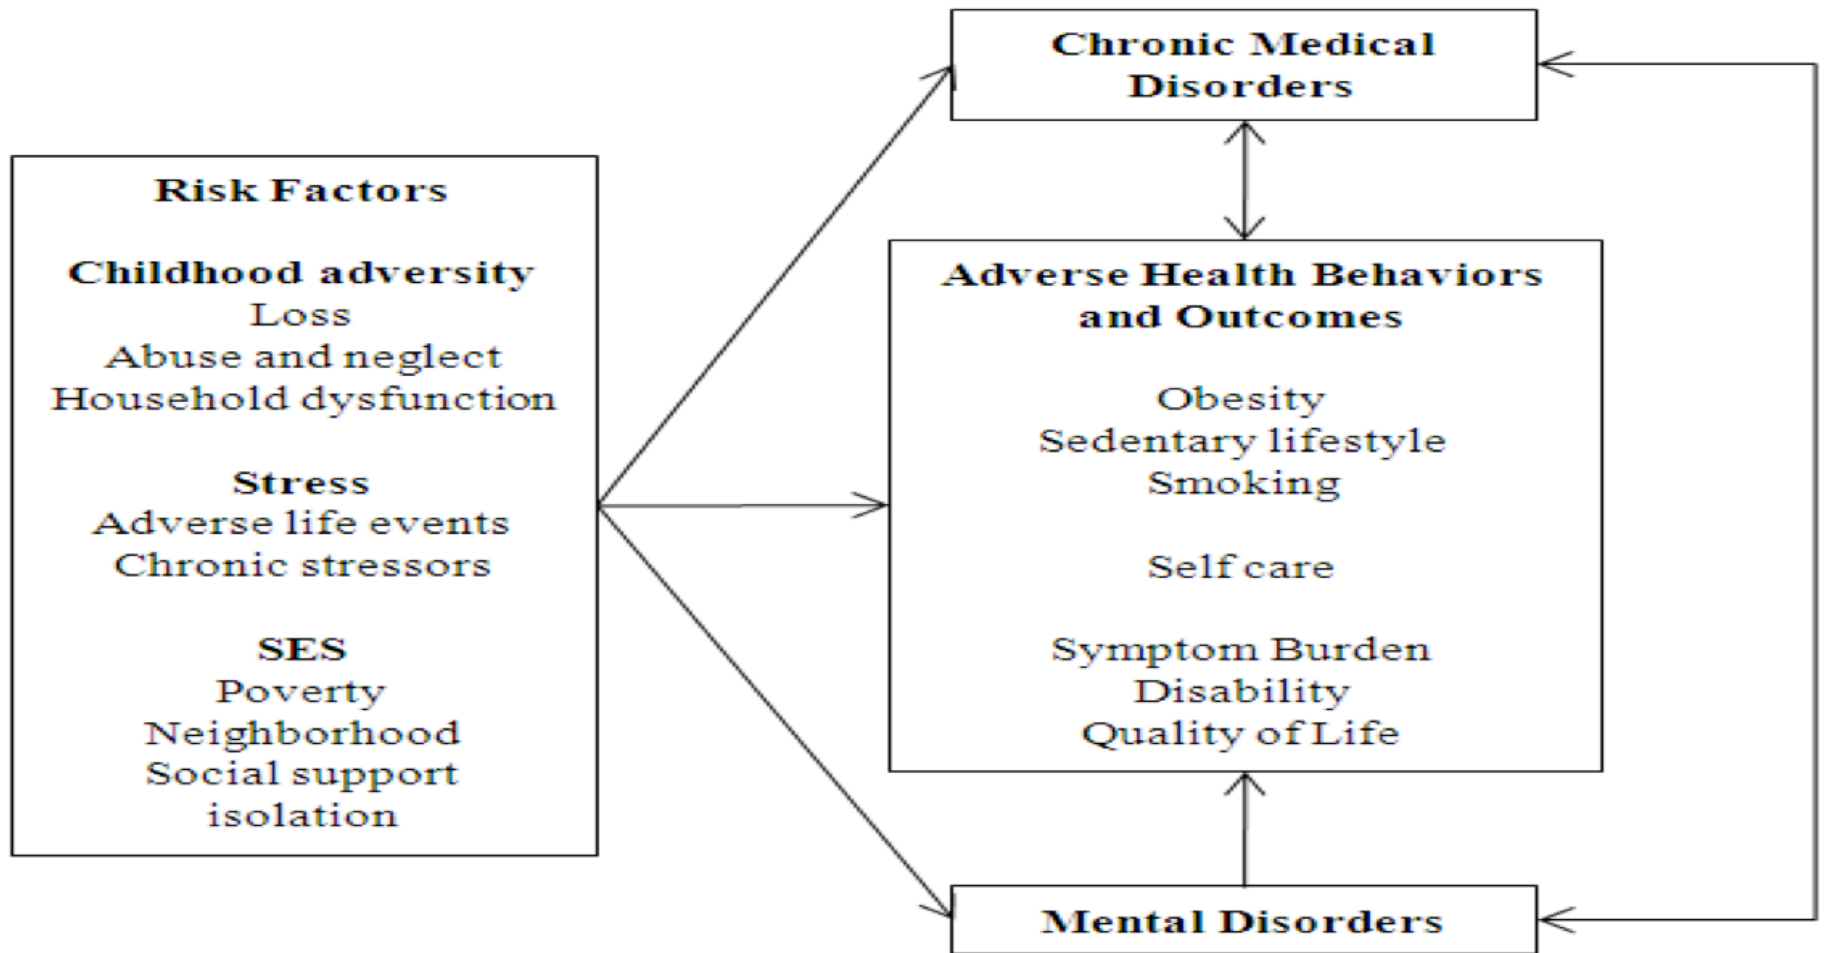 Risk Factors
Childhood adversity
Loss
Abuse and neglect
Household dysfunction
Stress
Adverse life events
Chronic stressors
SES
Poverty
Neighborhood
Social support
isolation
Chronic Medical
Disorders
Adverse Health Behaviors
and Outcomes
Obesity
Sedentary lifestyle
Smoking
Self care
Symptom Burden
Disability
Quality of Life
Mental Disorders